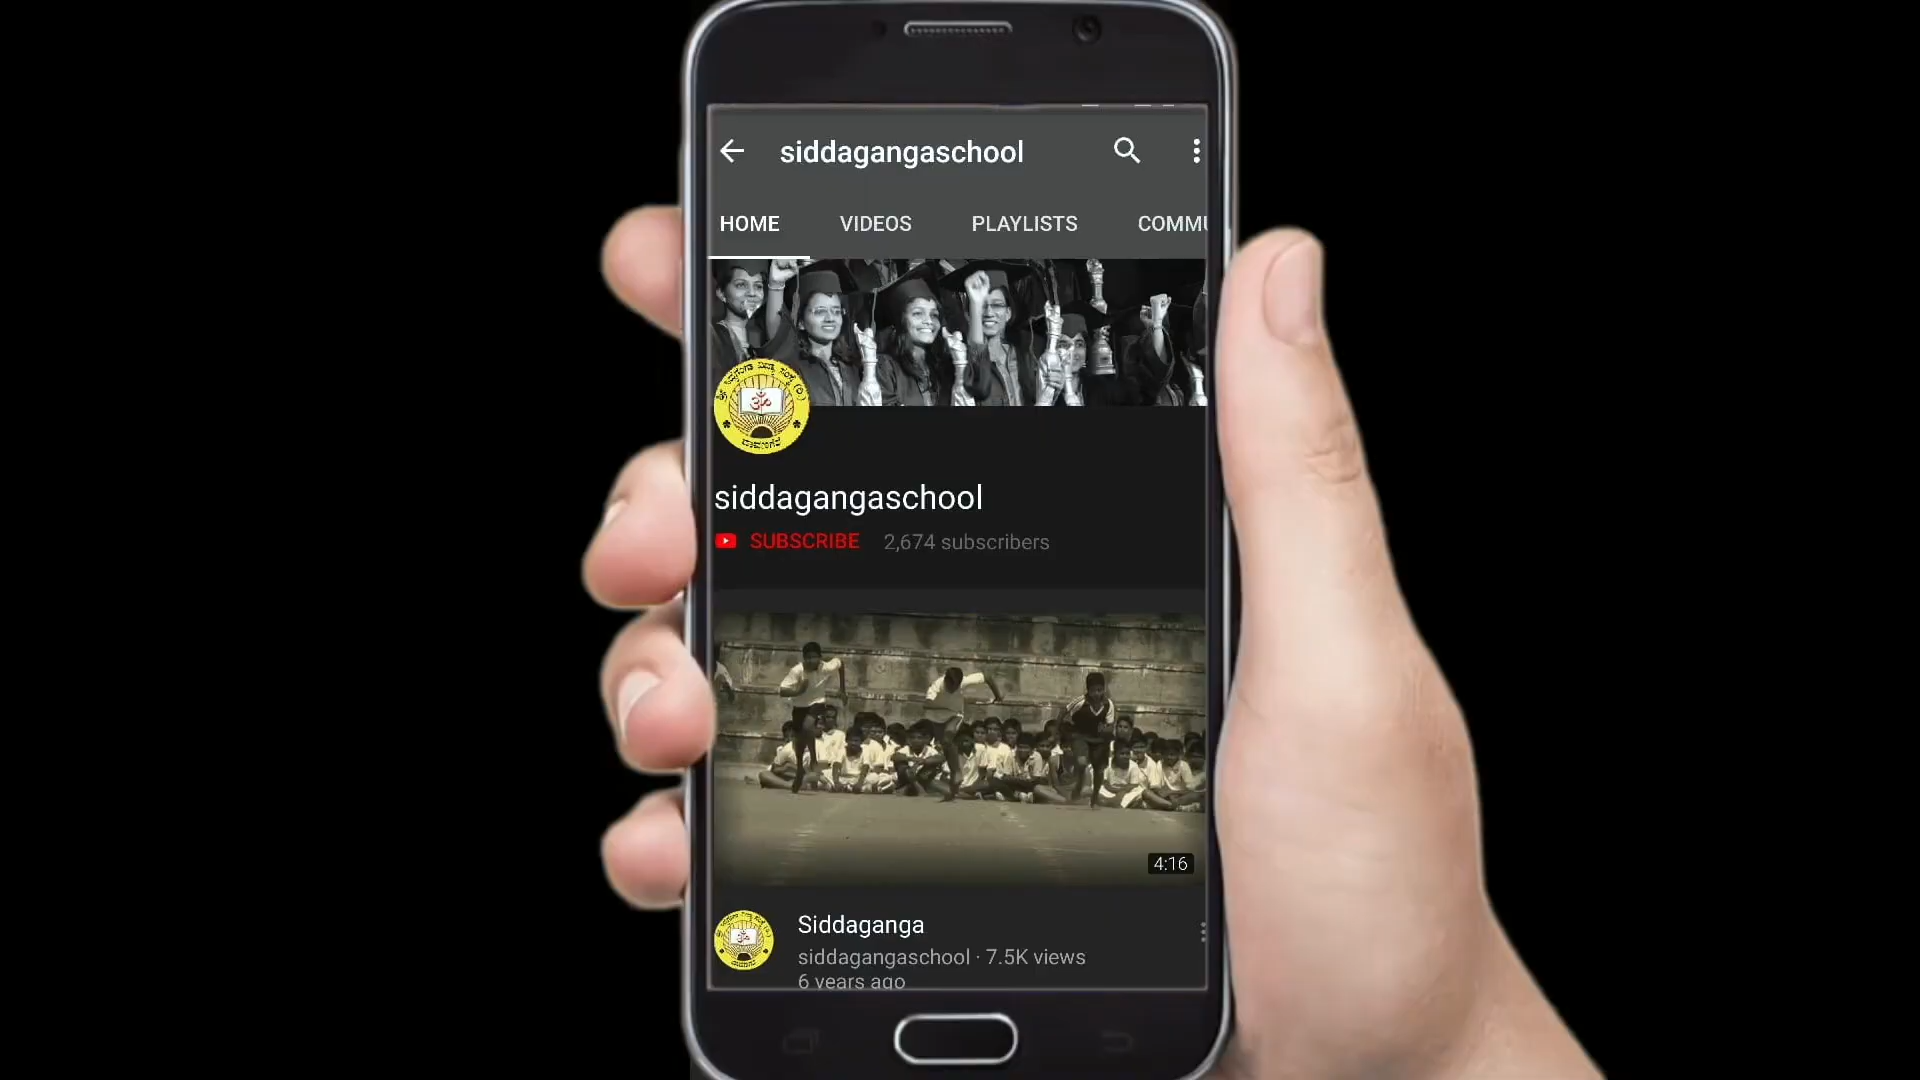 siddagangaschool
HOME VIDEOS PLAYLISTS COMMU
siddagangaschool
SUBSCRIBE 2,674 subscribers
4:16
Siddaganga
siddagangaschool · 7.5K views
6 years ago